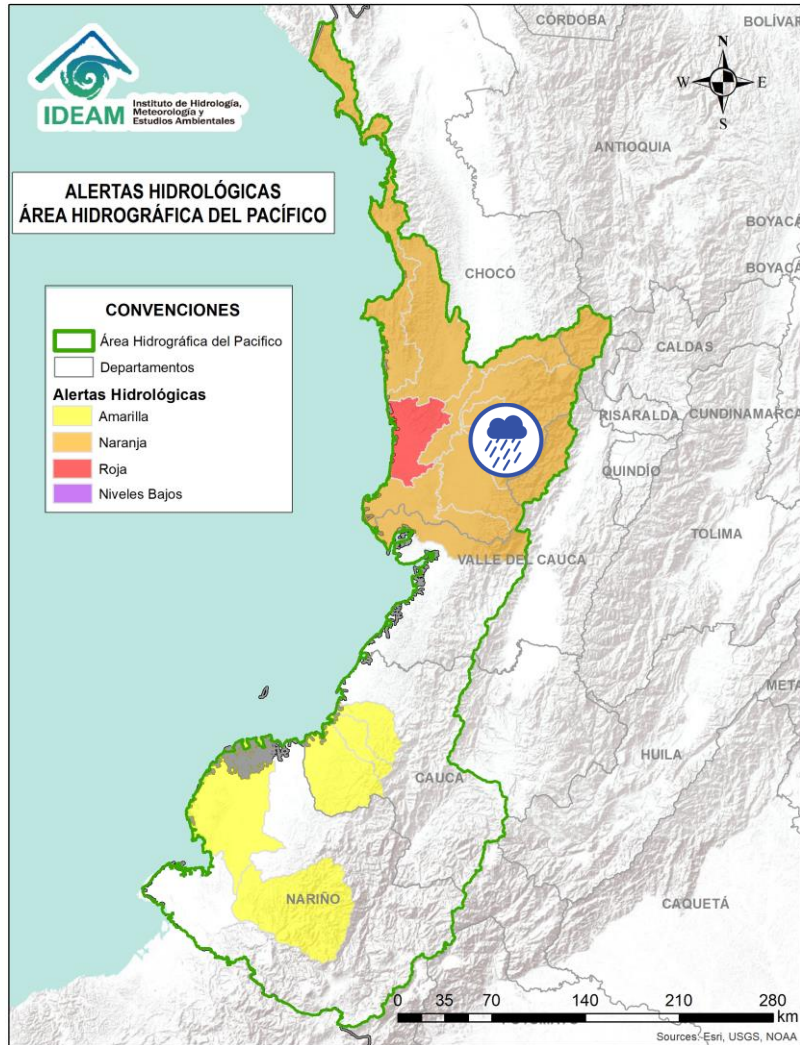 IDEAM
Instituto de Hidrología,
Meteorología y
Estudios Ambientales
ALERTAS HIDROLÓGICAS
ÁREA HIDROGRÁFICA DEL PACÍFICO
CONVENCIONES
Área Hidrográfica del Pacifico
Departamentos
Alertas Hidrológicas
Amarilla
Naranja
Roja
Niveles Bajos
N
W
E
S
CÓRDOBA
BOLÍVAR
ANTIOQUIA
BOYACÁ
BOYACÁ
CHOCÓ
CALDAS
RISARALDA
CUNDINAMARCA
QUINDÍO
TOLIMA
VALLE DEL CAUCA
META
HUILA
CAUCA
NARIÑO
CAQUETÁ
0 35 70 140 210 280
km
Sources: Esri, USGS, NOAA